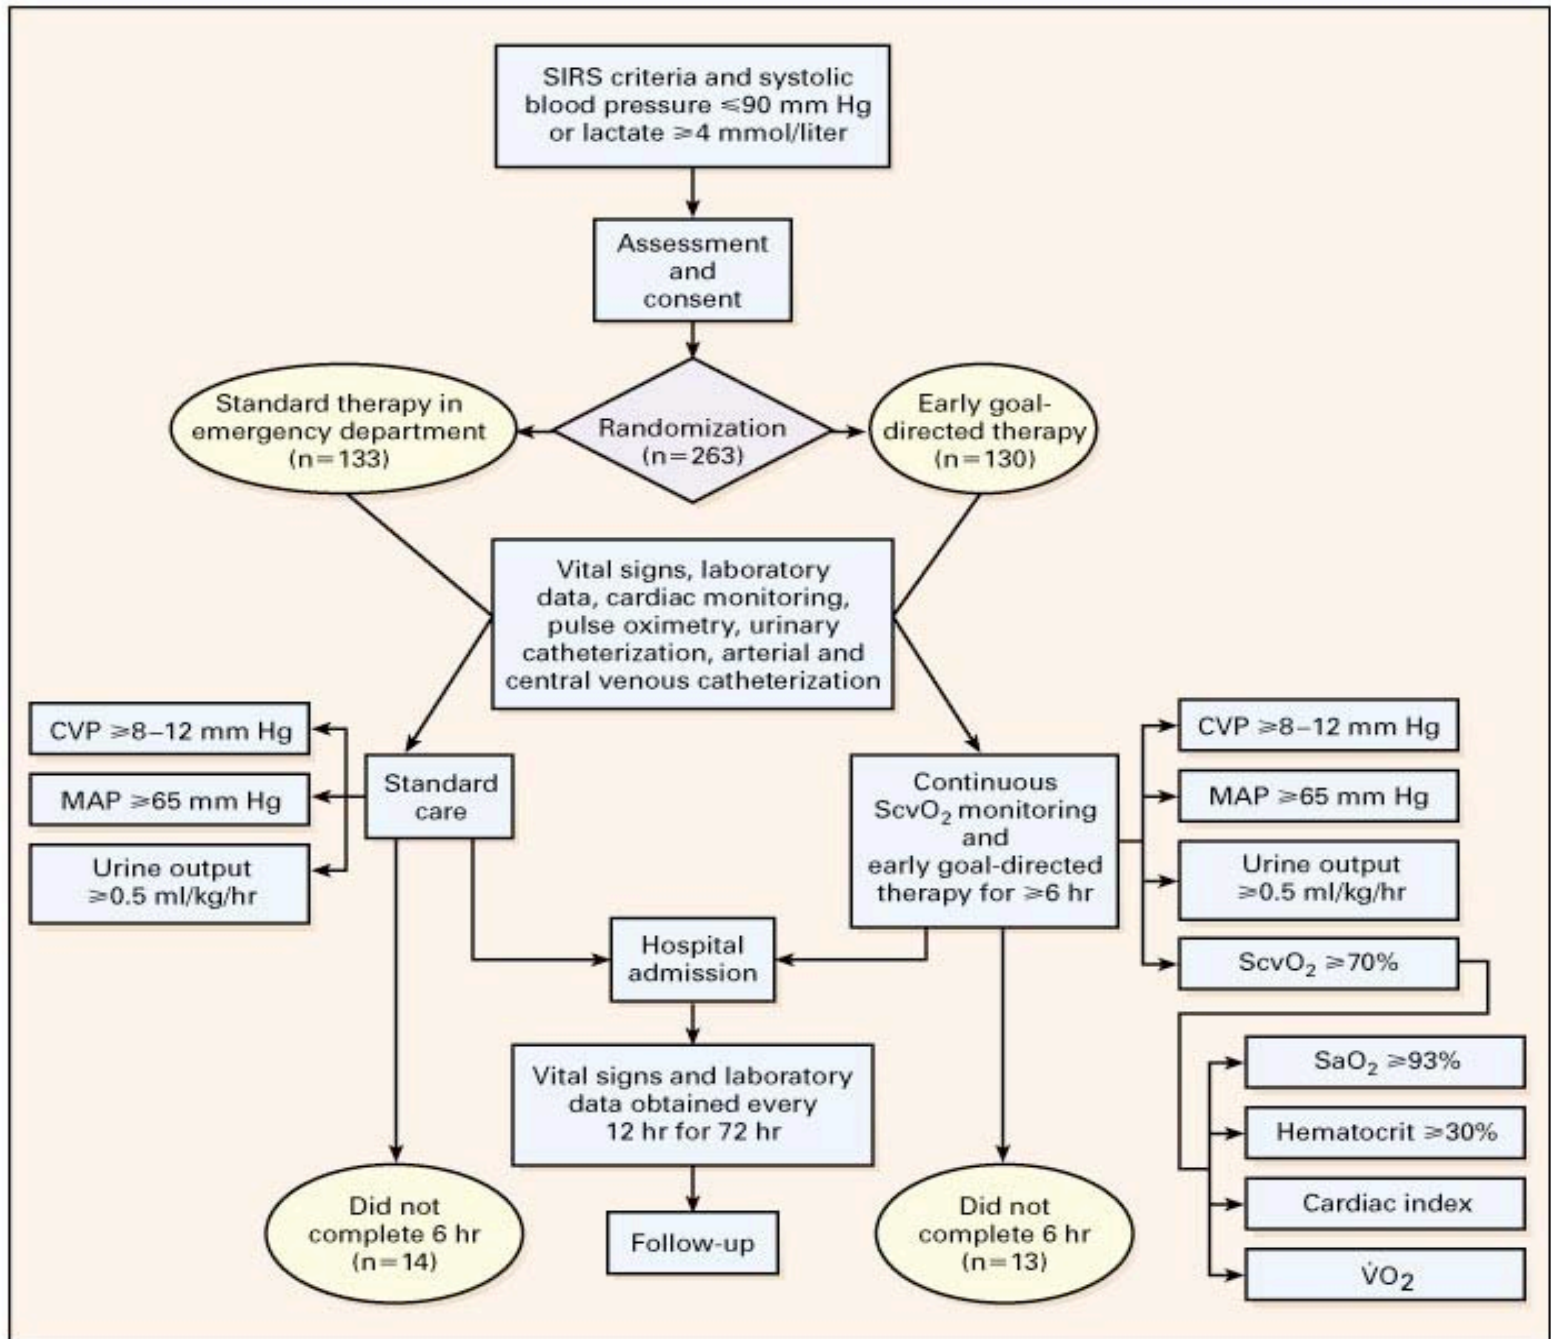 SIRS criteria and systolic
blood pressure ≤90 mm Hg
or lactate ≥4 mmol/liter
Assessment
and
consent
Standard therapy in
emergency department
(n=133)
Randomization
(n=263)
Early goal-
directed therapy
(n=130)
Vital signs, laboratory
data, cardiac monitoring,
pulse oximetry, urinary
catheterization, arterial and
central venous catheterization
CVP ≥8–12 mm Hg
MAP ≥65 mm Hg
Urine output
≥0.5 ml/kg/hr
Standard
care
Continuous
ScvO₂ monitoring
and
early goal-directed
therapy for ≥6 hr
CVP ≥8–12 mm Hg
MAP ≥65 mm Hg
Urine output
≥0.5 ml/kg/hr
ScvO₂ ≥70%
Hospital
admission
Vital signs and laboratory
data obtained every
12 hr for 72 hr
SaO₂ ≥93%
Hematocrit ≥30%
Cardiac index
V̇O₂
Did not
complete 6 hr
(n=14)
Follow-up
Did not
complete 6 hr
(n=13)